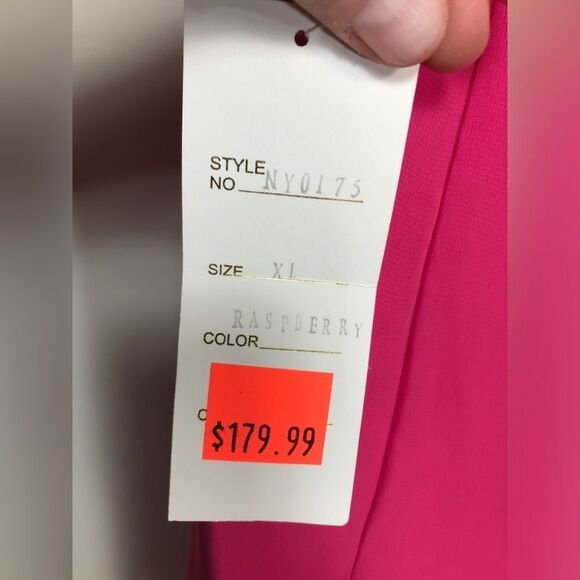 STYLE
NO NY0175
SIZE XL
RASPBERRY
COLOR
$179.99